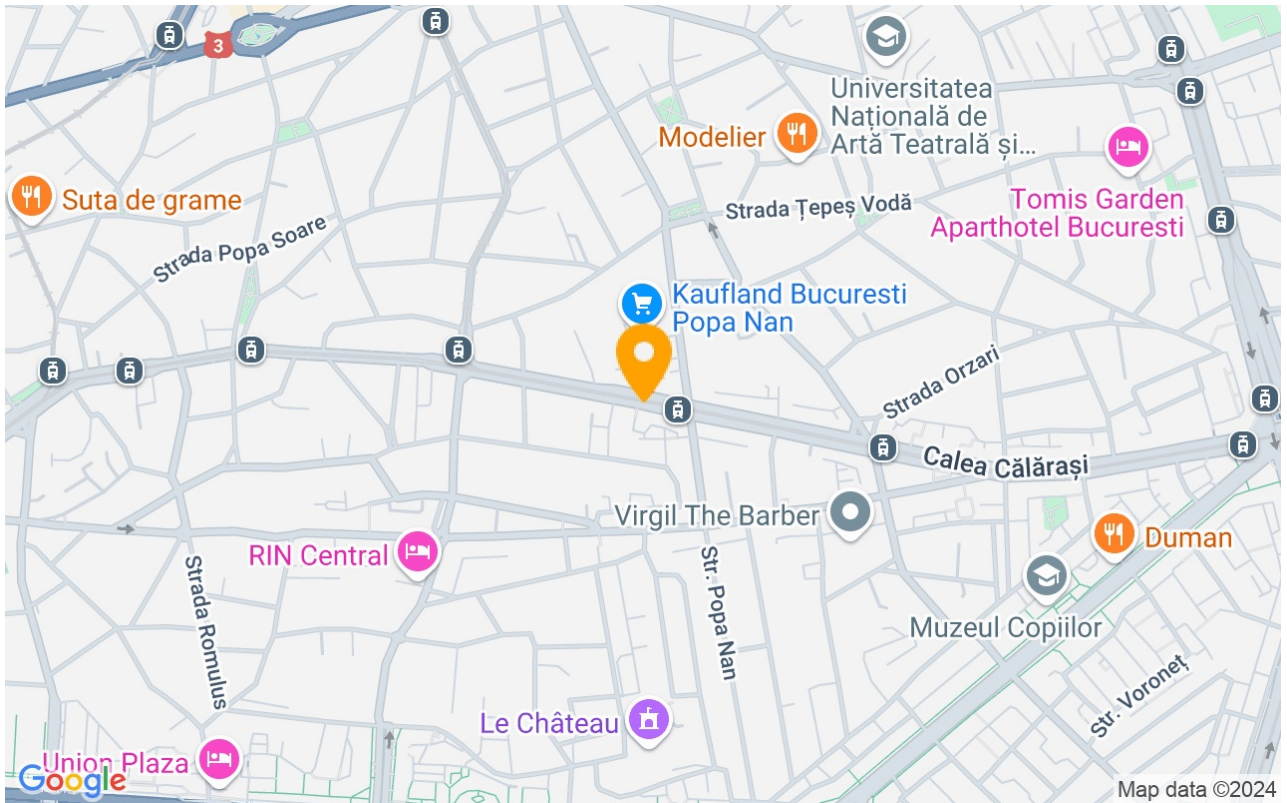 3
Universitatea
Națională de
Artă Teatrală și...
Modelier
Suta de grame
Tomis Garden
Aparthotel Bucuresti
Strada Țepeș Vodă
Strada Popa Soare
Kaufland Bucuresti
Popa Nan
Strada Orzari
Calea Călărași
Virgil The Barber
Duman
RIN Central
Str. Popa Nan
Strada Romulus
Muzeul Copiilor
Str. Voroneț
Le Château
Union Plaza
Google
Map data ©2024